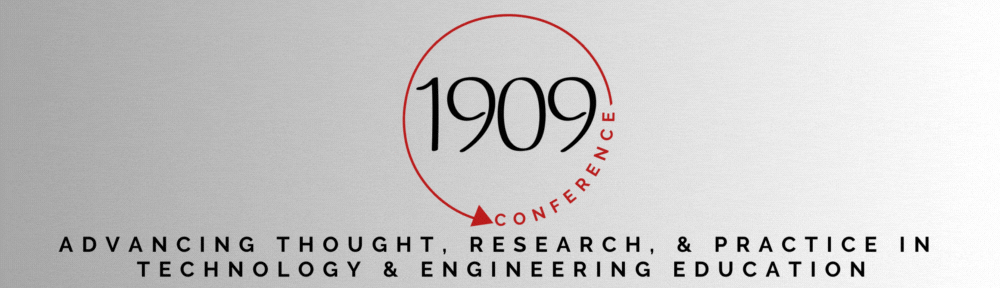 1909
CONFERENCE
ADVANCING THOUGHT, RESEARCH, & PRACTICE IN
TECHNOLOGY & ENGINEERING EDUCATION